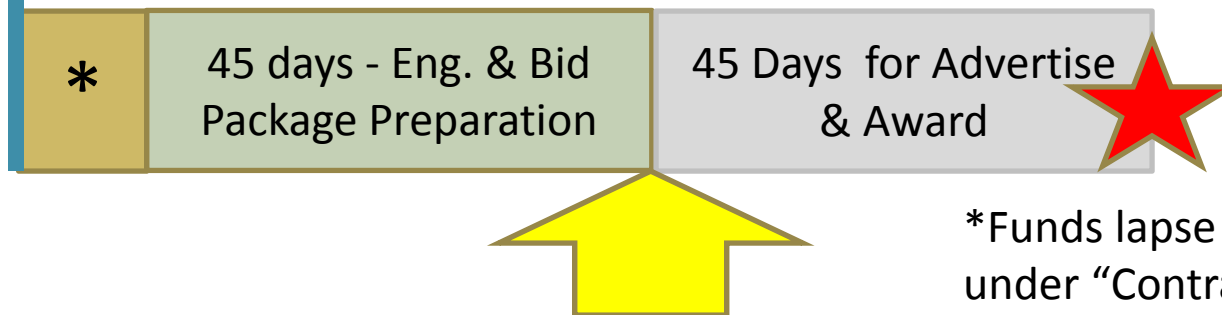 *
45 days - Eng. & Bid
Package Preparation
45 Days for Advertise
& Award
*Funds lapse
under “Contra